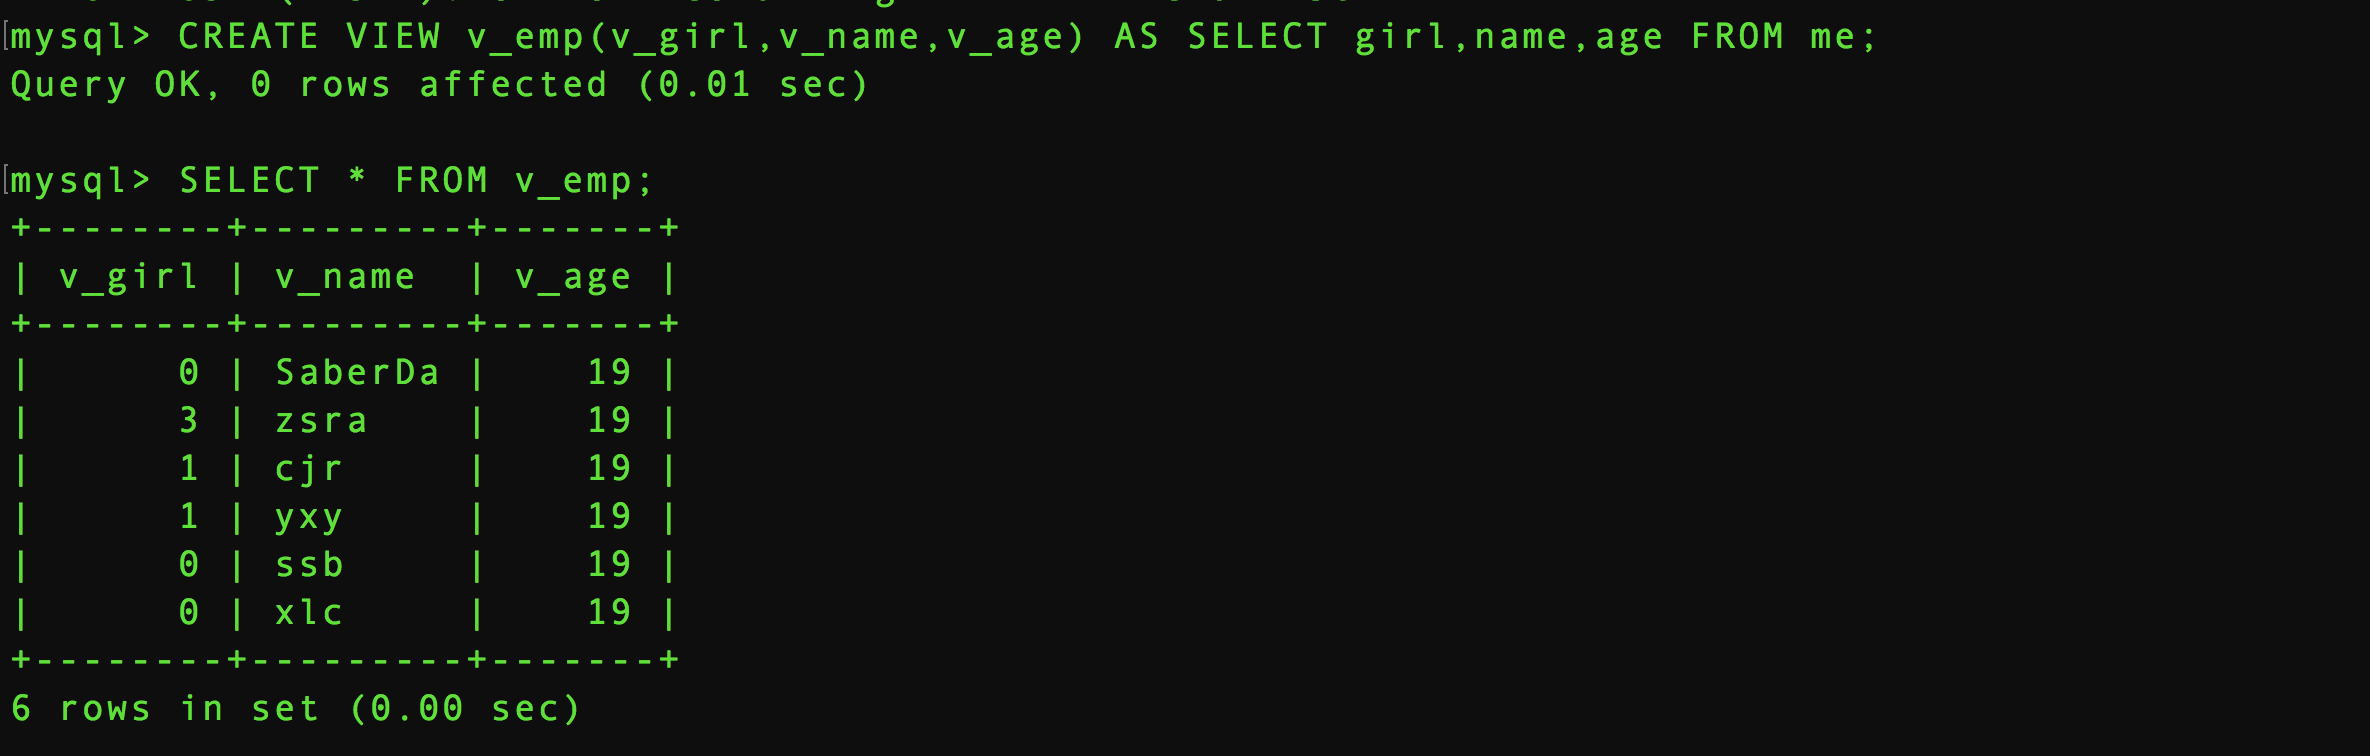 mysql> CREATE VIEW v_emp(v_girl,v_name,v_age) AS SELECT girl,name,age FROM me;
Query OK, 0 rows affected (0.01 sec)
mysql> SELECT * FROM v_emp;
+--------+---------+-------+
| v_girl | v_name  | v_age |
+--------+---------+-------+
|      0 | SaberDa |    19 |
|      3 | zsra    |    19 |
|      1 | cjr     |    19 |
|      1 | yxy     |    19 |
|      0 | ssb     |    19 |
|      0 | xlc     |    19 |
+--------+---------+-------+
6 rows in set (0.00 sec)